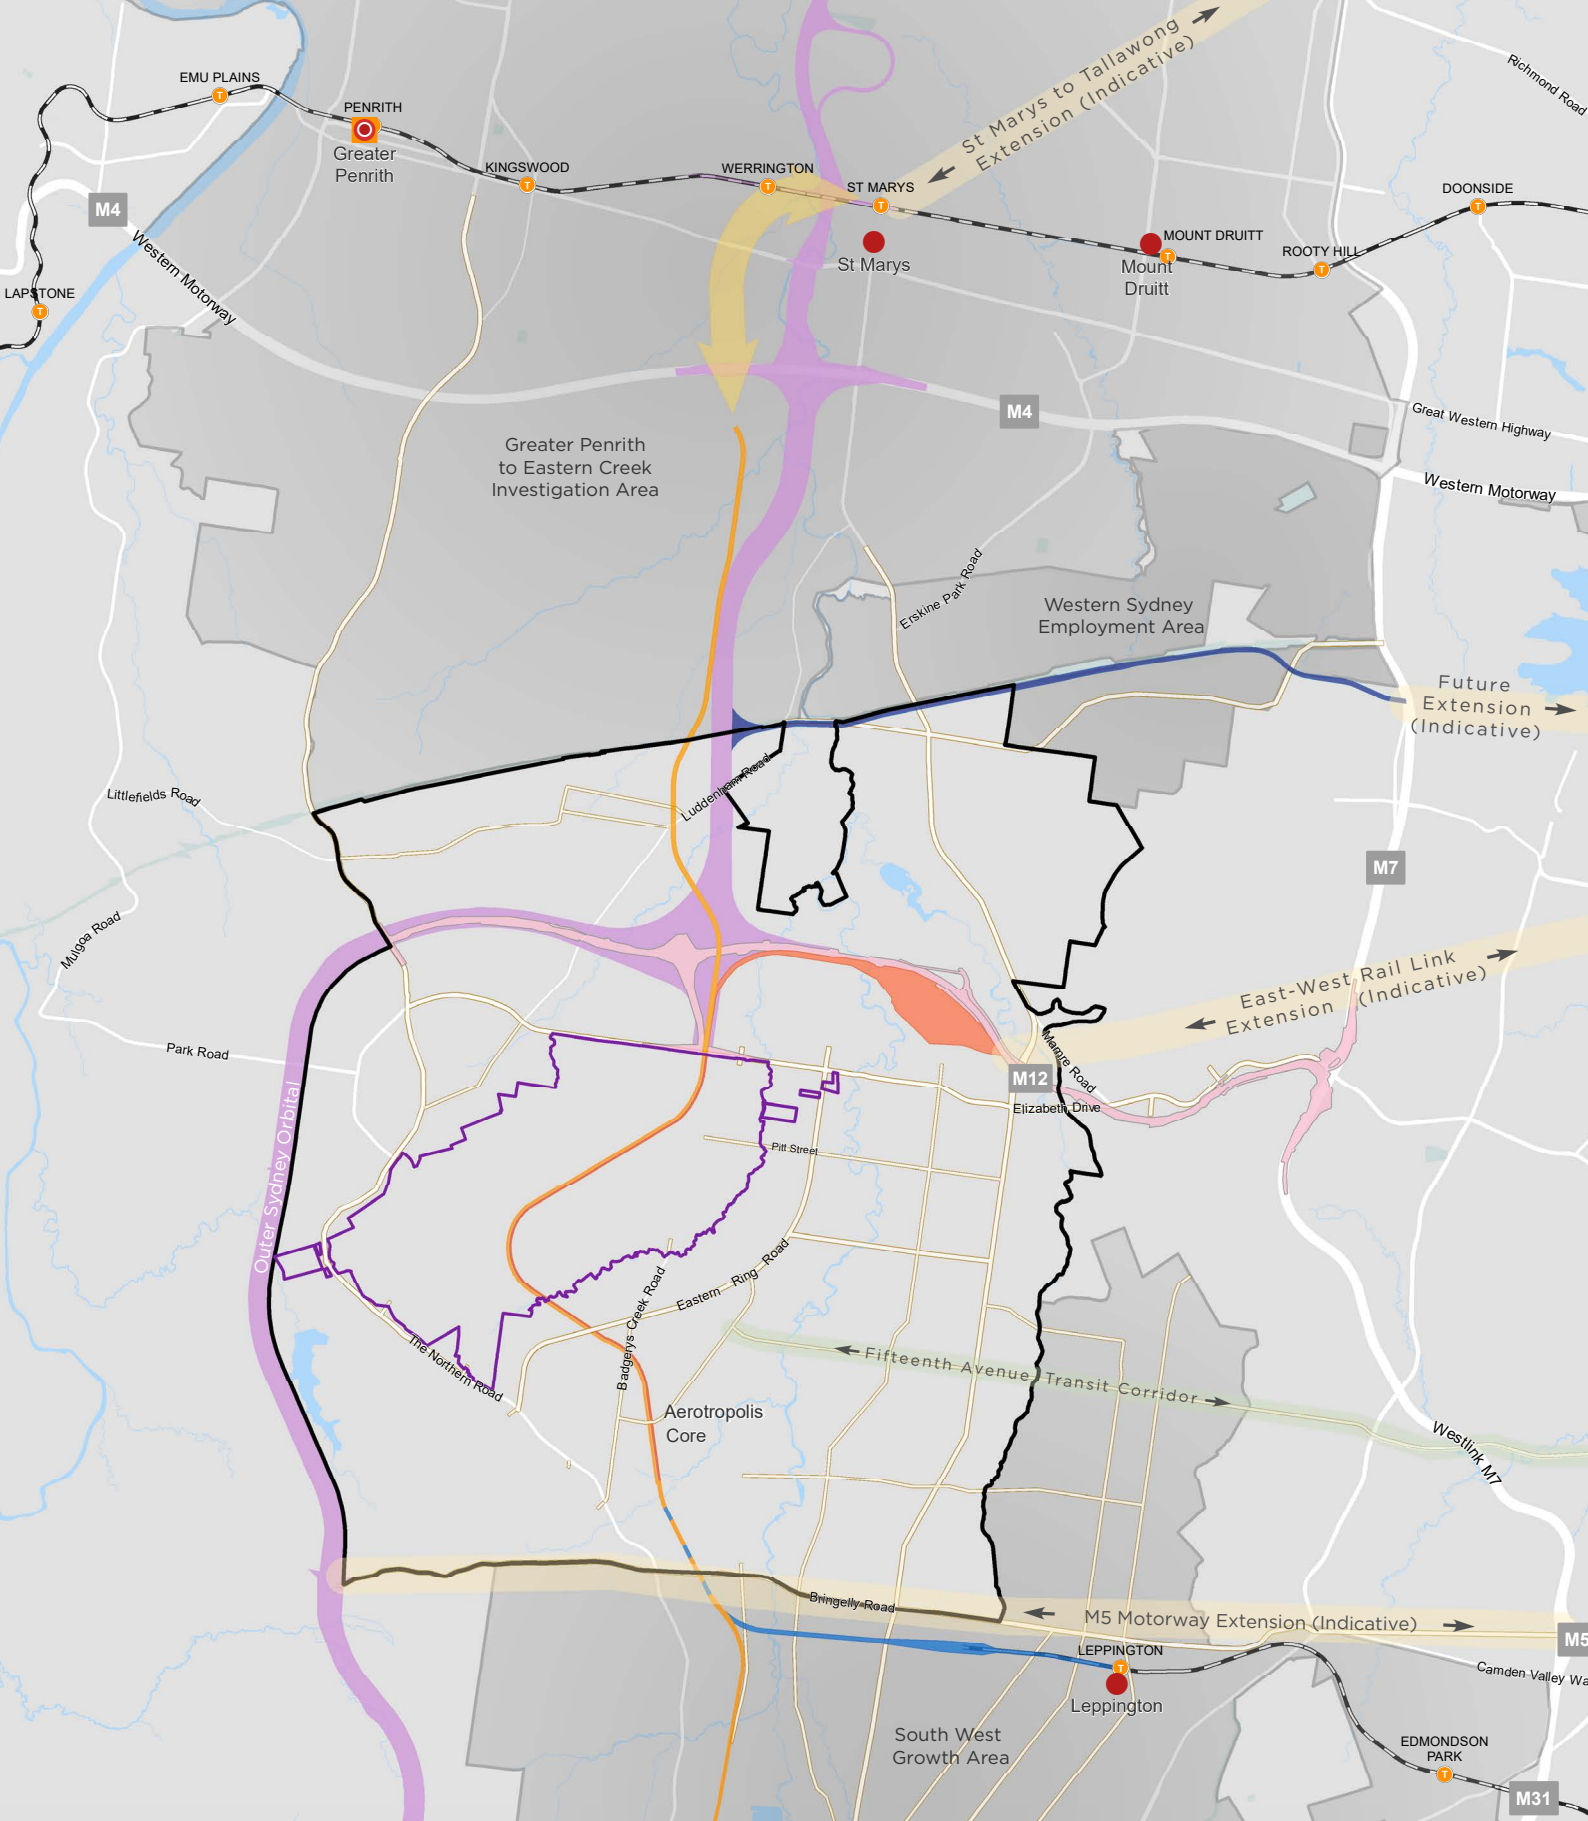 St Marys to Tallawong
Extension (Indicative)
Richmond Road
EMU PLAINS
T
PENRITH
Greater
Penrith
KINGSWOOD
T
WERRINGTON
T
ST MARYS
T
St Marys
DOONSIDE
T
M4
Western Motorway
MOUNT DRUITT
T
Mount
Druitt
ROOTY HILL
T
LAPSTONE
T
M4
Great Western Highway
Greater Penrith
to Eastern Creek
Investigation Area
Western Motorway
Erskine Park Road
Western Sydney
Employment Area
Future
Extension
(Indicative)
Luddenham Road
Littlefields Road
M7
Mulgoa Road
East-West Rail Link
Extension (Indicative)
Park Road
Mamre Road
M12
Elizabeth Drive
Outer Sydney Orbital
Pitt Street
Eastern Ring Road
Badgerys Creek Road
The Northern Road
Fifteenth Avenue Transit Corridor
Aerotropolis
Core
Westlink M7
Bringelly Road
M5 Motorway Extension (Indicative)
M5
LEPPINGTON
T
Leppington
Camden Valley Wa
South West
Growth Area
EDMONDSON
PARK
T
M31